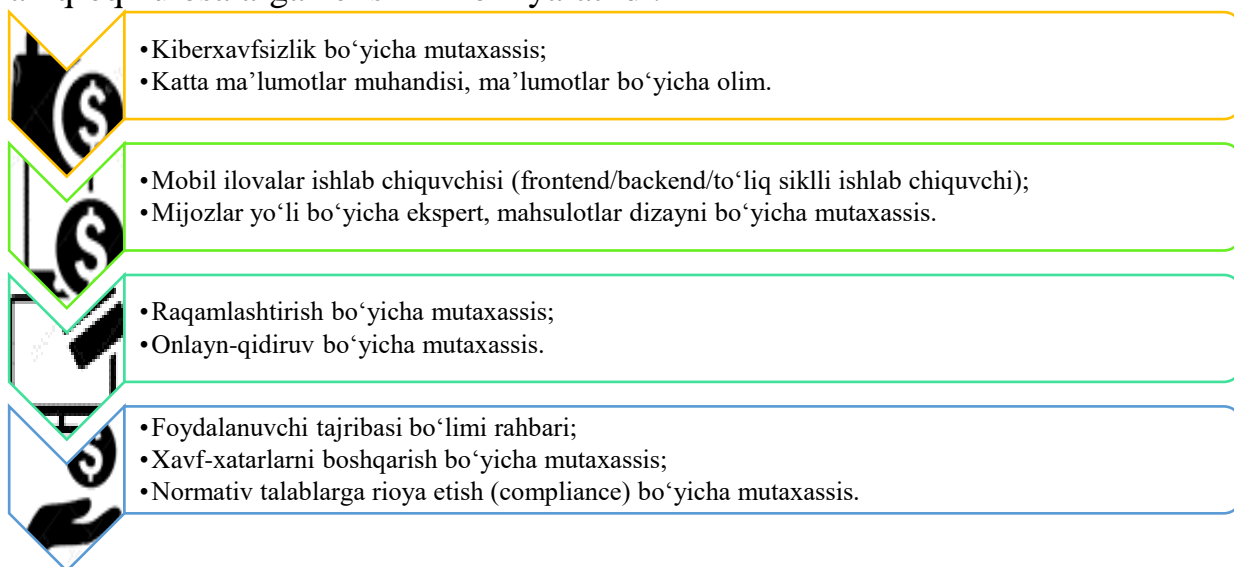 •Kiberxavfsizlik bo‘yicha mutaxassis;
•Katta ma’lumotlar muhandisi, ma’lumotlar bo‘yicha olim.
•Mobil ilovalar ishlab chiquvchisi (frontend/backend/to‘liq siklli ishlab chiquvchi);
•Mijozlar yo‘li bo‘yicha ekspert, mahsulotlar dizayni bo‘yicha mutaxassis.
•Raqamlashtirish bo‘yicha mutaxassis;
•Onlayn-qidiruv bo‘yicha mutaxassis.
•Foydalanuvchi tajribasi bo‘limi rahbari;
•Xavf-xatarlarni boshqarish bo‘yicha mutaxassis;
•Normativ talablarga rioya etish (compliance) bo‘yicha mutaxassis.